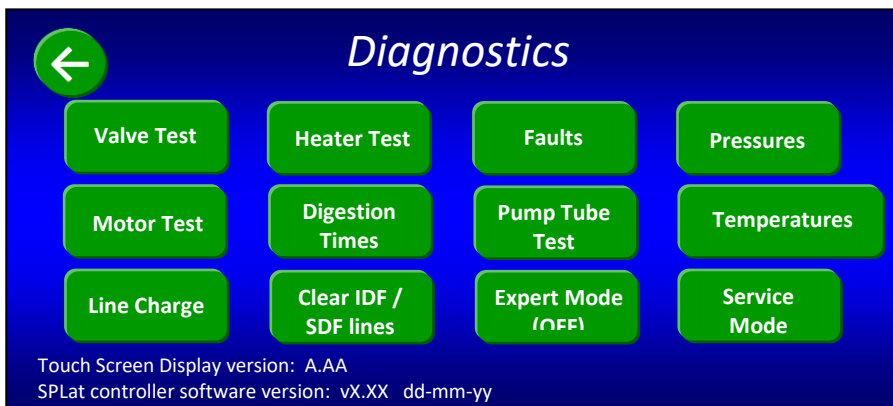 Diagnostics
Valve Test
Heater Test
Faults
Pressures
Motor Test
Digestion
Times
Pump Tube
Test
Temperatures
Line Charge
Clear IDF /
SDF lines
Expert Mode
(OFF)
Service
Mode
Touch Screen Display version: A.AA
SPLat controller software version: vX.XX dd-mm-yy